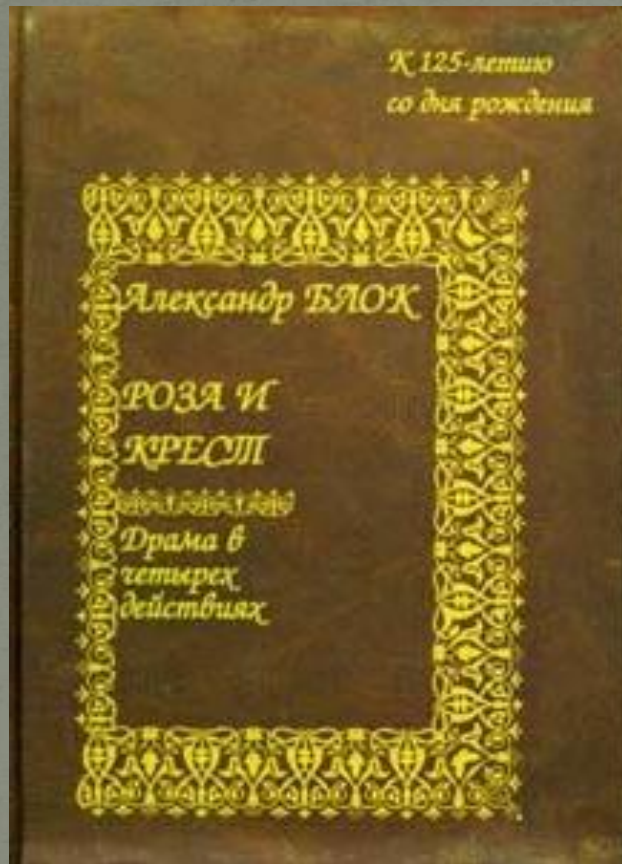 К 125-летию
со дня рождения
Александр БЛОК
РОЗА И
КРЕСТ
Драма в
четырех
действиях